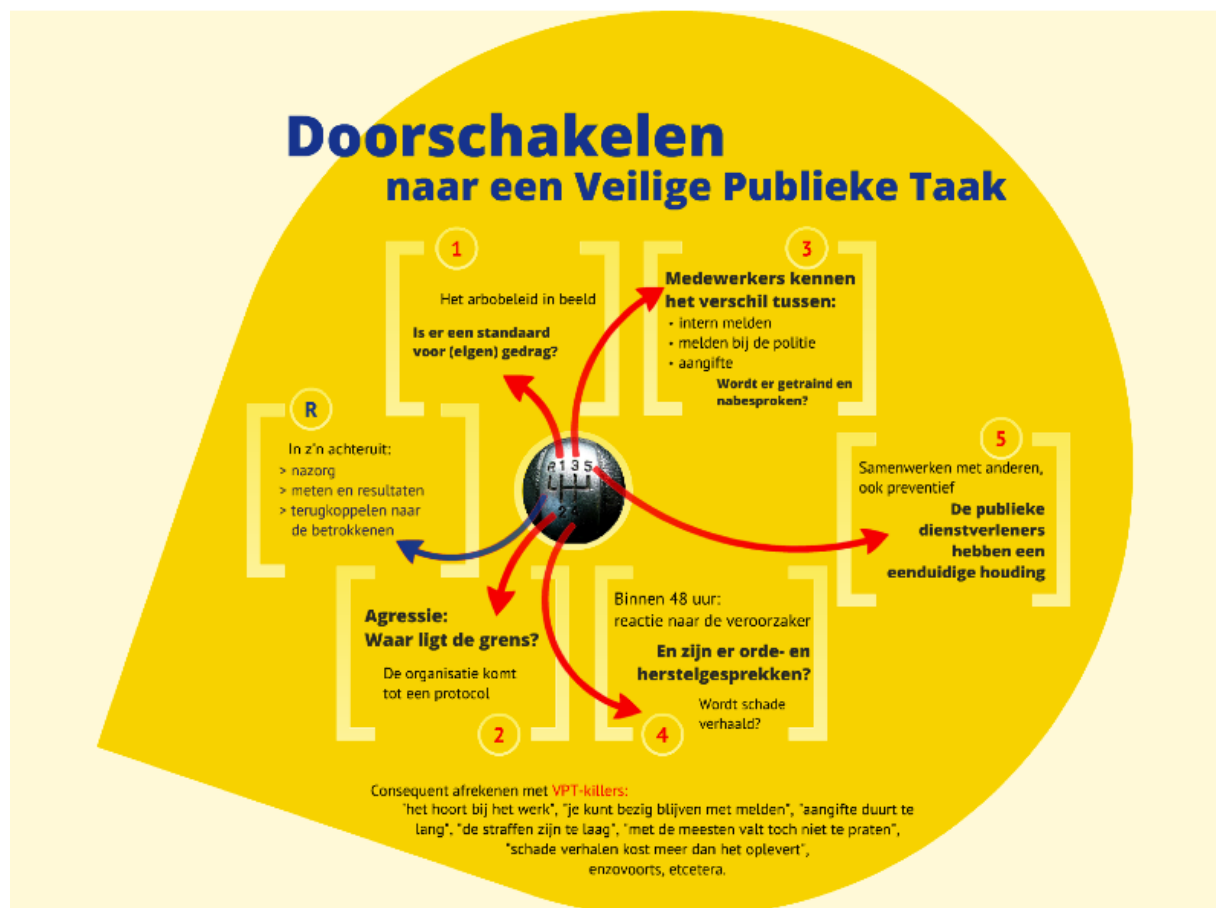 Doorschakelen
naar een Veilige Publieke Taak
1
Het arbobeleid in beeld
Is er een standaard
voor (eigen) gedrag?
3
Medewerkers kennen
het verschil tussen:
• intern melden
• melden bij de politie
• aangifte
Wordt er getraind en
nabesproken?
R
In z'n achteruit:
> nazorg
> meten en resultaten
> terugkoppelen naar
de betrokkenen
R 1 3 5
2 4
5
Samenwerken met anderen,
ook preventief
De publieke
dienstverleners
hebben een
eenduidige houding
Agressie:
Waar ligt de grens?
De organisatie komt
tot een protocol
2
Binnen 48 uur:
reactie naar de veroorzaker
En zijn er orde- en
herstelgesprekken?
Wordt schade
verhaald?
4
Consequent afrekenen met VPT-killers:
"het hoort bij het werk", "je kunt bezig blijven met melden", "aangifte duurt te
lang", "de straffen zijn te laag", "met de meesten valt toch niet te praten",
"schade verhalen kost meer dan het oplevert",
enzovoorts, etcetera.